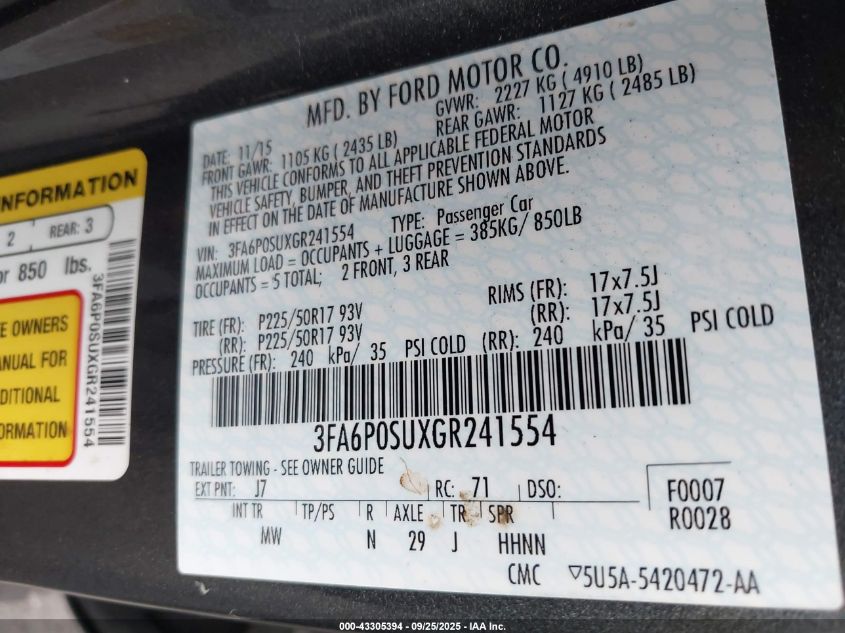 MFD. BY FORD MOTOR CO.
DATE: 11/15 GVWR: 2227 KG ( 4910 LB)
FRONT GAWR: 1105 KG ( 2435 LB) REAR GAWR: 1127 KG ( 2485 LB)
THIS VEHICLE CONFORMS TO ALL APPLICABLE FEDERAL MOTOR
VEHICLE SAFETY, BUMPER, AND THEFT PREVENTION STANDARDS
IN EFFECT ON THE DATE OF MANUFACTURE SHOWN ABOVE.
VIN: 3FA6P0SUXGR241554 TYPE: Passenger Car
MAXIMUM LOAD = OCCUPANTS + LUGGAGE = 385KG/ 850LB
OCCUPANTS = 5 TOTAL; 2 FRONT, 3 REAR
TIRE (FR): P225/50R17 93V RIMS (FR): 17x7.5J
(RR): P225/50R17 93V (RR): 17x7.5J
PRESSURE (FR): 240 kPa/ 35 PSI COLD (RR): 240 kPa/ 35 PSI COLD
3FA6P0SUXGR241554
TRAILER TOWING - SEE OWNER GUIDE
EXT PNT: J7 RC: 71 DSO: F0007
INT TR TP/PS R AXLE TR SPR R0028
MW N 29 J HHNN
CMC 5U5A-5420472-AA
NFORMATION
2 REAR: 3
or 850 lbs.
E OWNERS
ANUAL FOR
DITIONAL
ORMATION
3FA6P0SUXGR241554
000-43305394 - 09/25/2025 - IAA Inc.